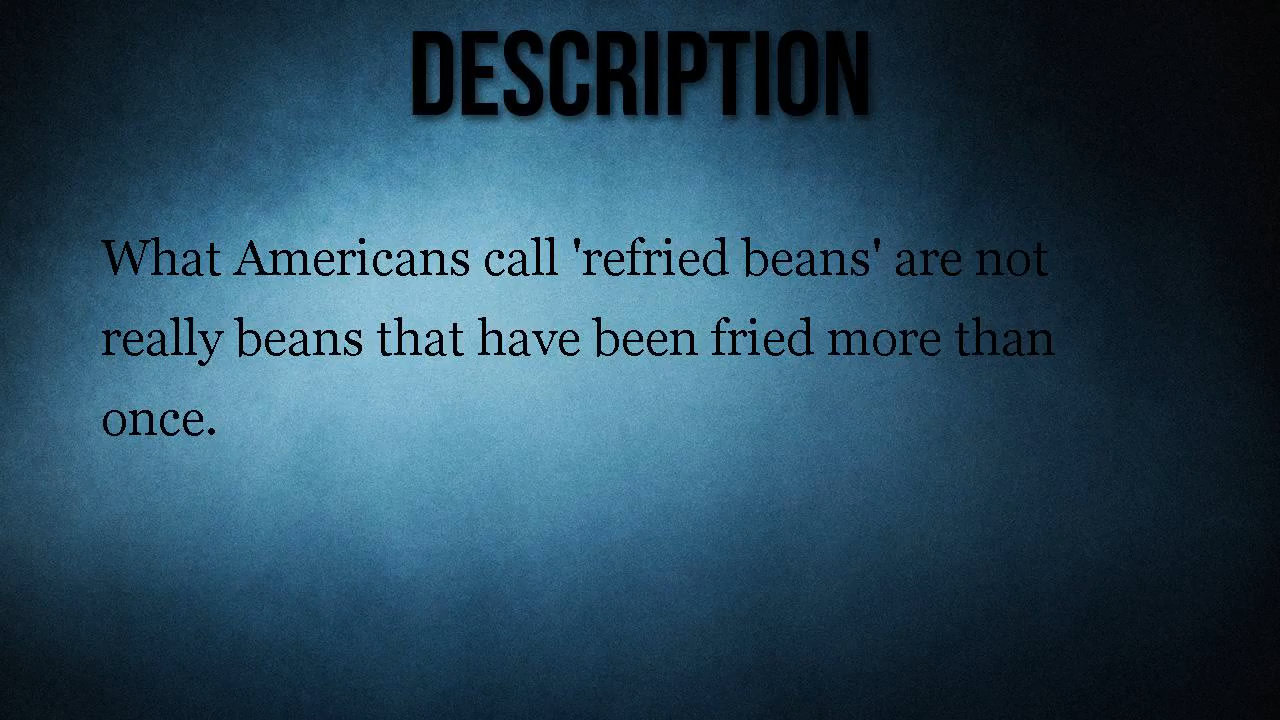 DESCRIPTION
What Americans call 'refried beans' are not
really beans that have been fried more than
once.